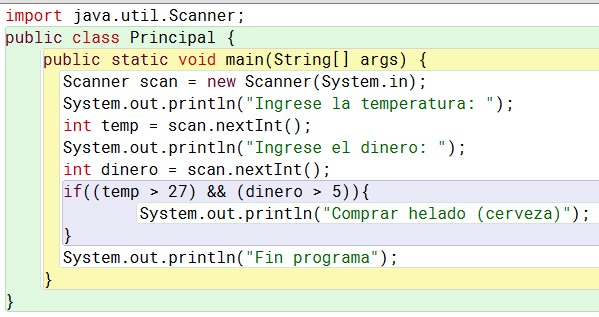 import java.util.Scanner;
public class Principal {
public static void main(String[] args) {
Scanner scan = new Scanner(System.in);
System.out.println("Ingrese la temperatura: ");
int temp = scan.nextInt();
System.out.println("Ingrese el dinero: ");
int dinero = scan.nextInt();
if((temp > 27) && (dinero > 5)){
System.out.println("Comprar helado (cerveza)");
}
System.out.println("Fin programa");
}
}